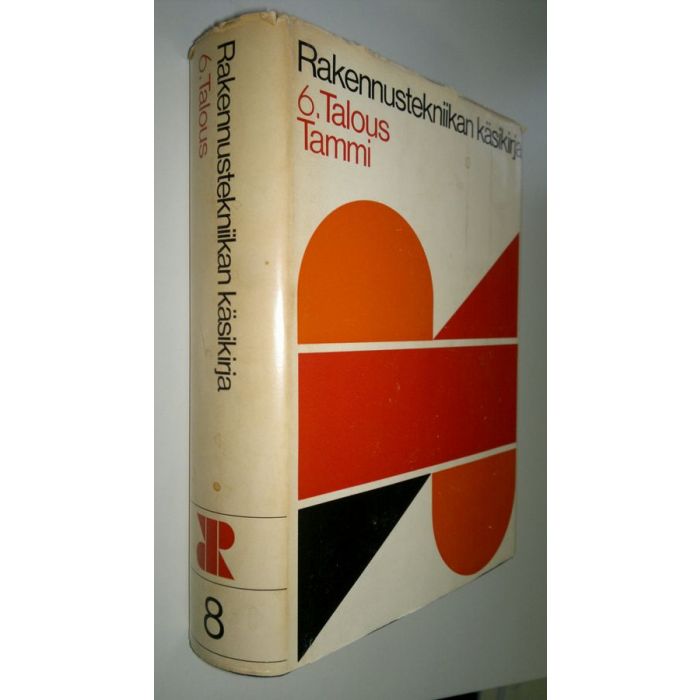 Rakennustekniikan käsikirja
6. Talous
Rakennustekniikan käsikirja
6. Talous
Tammi
R
8